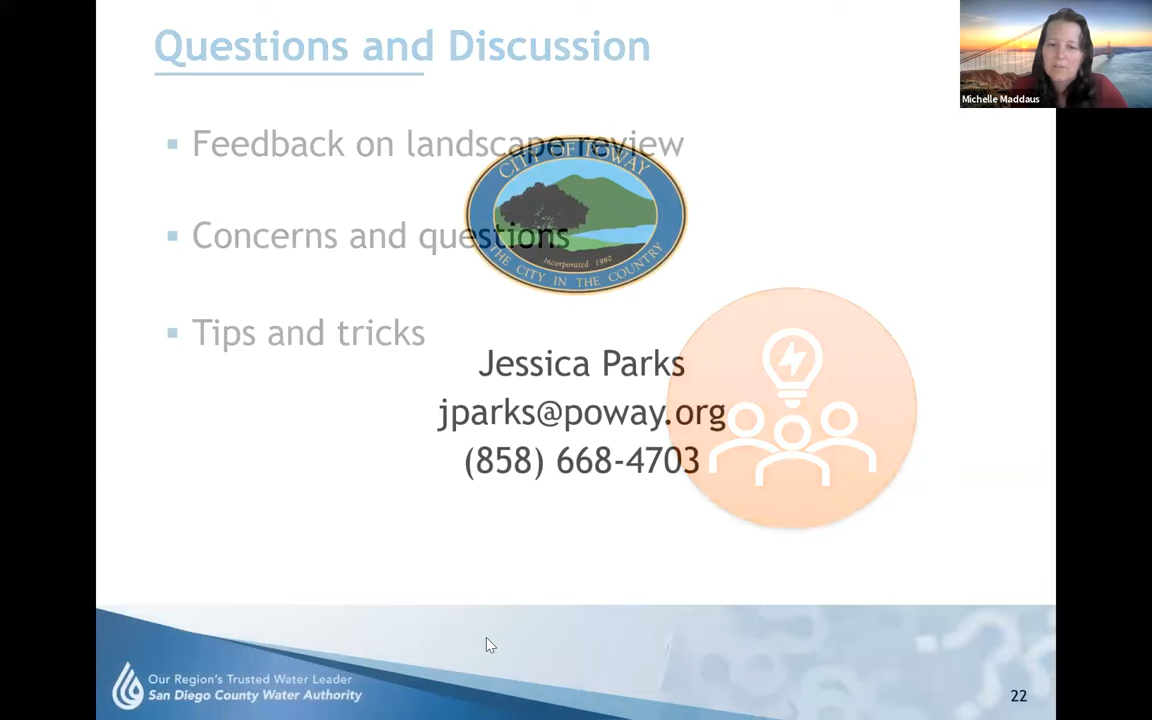 Questions and Discussion
Michelle Maddaus
▪ Feedback on landscape review
CITY OF POWAY
▪ Concerns and questions
Incorporated 1980
THE CITY IN THE COUNTRY
▪ Tips and tricks
Jessica Parks
jparks@poway.org
(858) 668-4703
Our Region's Trusted Water Leader
San Diego County Water Authority
22